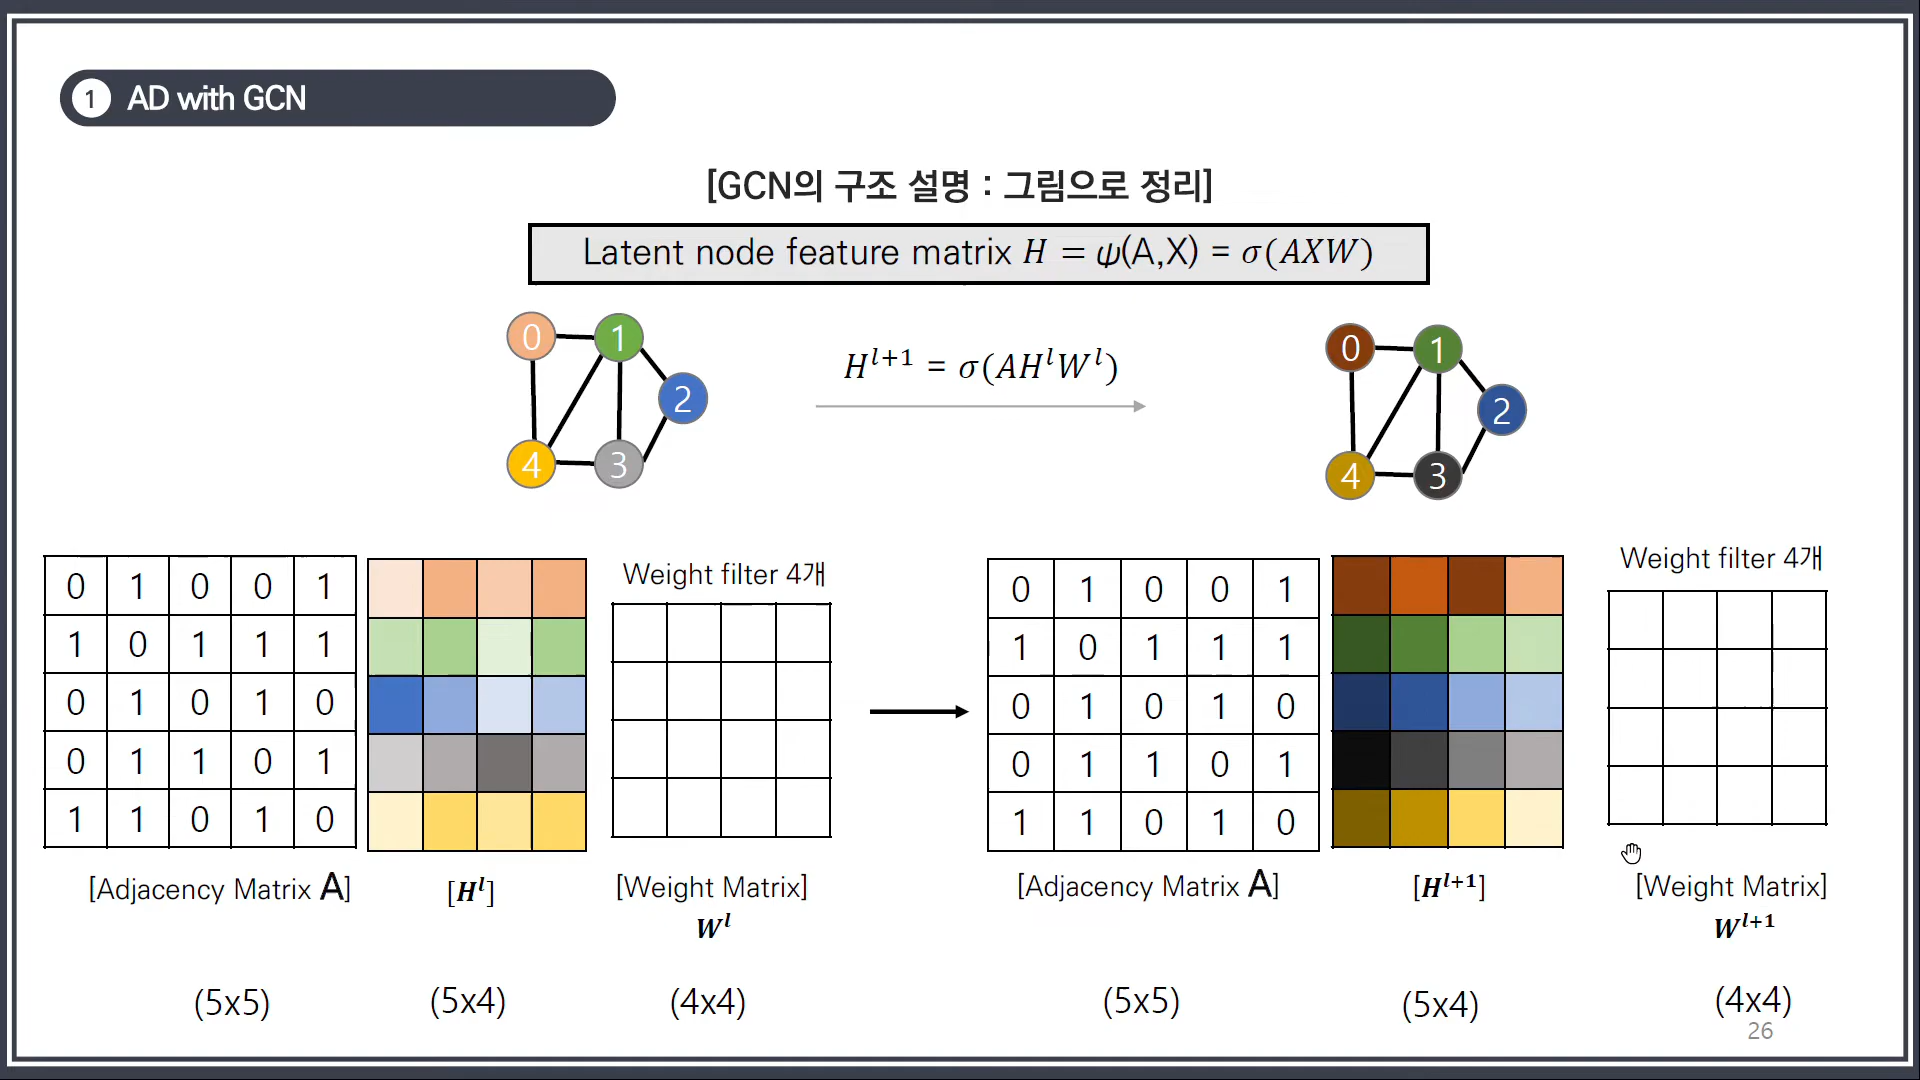 1 AD with GCN
[GCN의 구조 설명 : 그림으로 정리]
Latent node feature matrix H = ψ(A,X) = σ(AXW)
0 1 2 4 3
H^{l+1} = σ(AH^lW^l)
0 1 2 4 3
Weight filter 4개
Weight filter 4개
0 1 0 0 1
1 0 1 1 1
0 1 0 1 0
0 1 1 0 1
1 1 0 1 0
0 1 0 0 1
1 0 1 1 1
0 1 0 1 0
0 1 1 0 1
1 1 0 1 0
[Adjacency Matrix A]
[H^l]
[Weight Matrix]
W^l
[Adjacency Matrix A]
[H^{l+1}]
[Weight Matrix]
W^{l+1}
(5x5) (5x4) (4x4) (5x5) (5x4) (4x4)
26